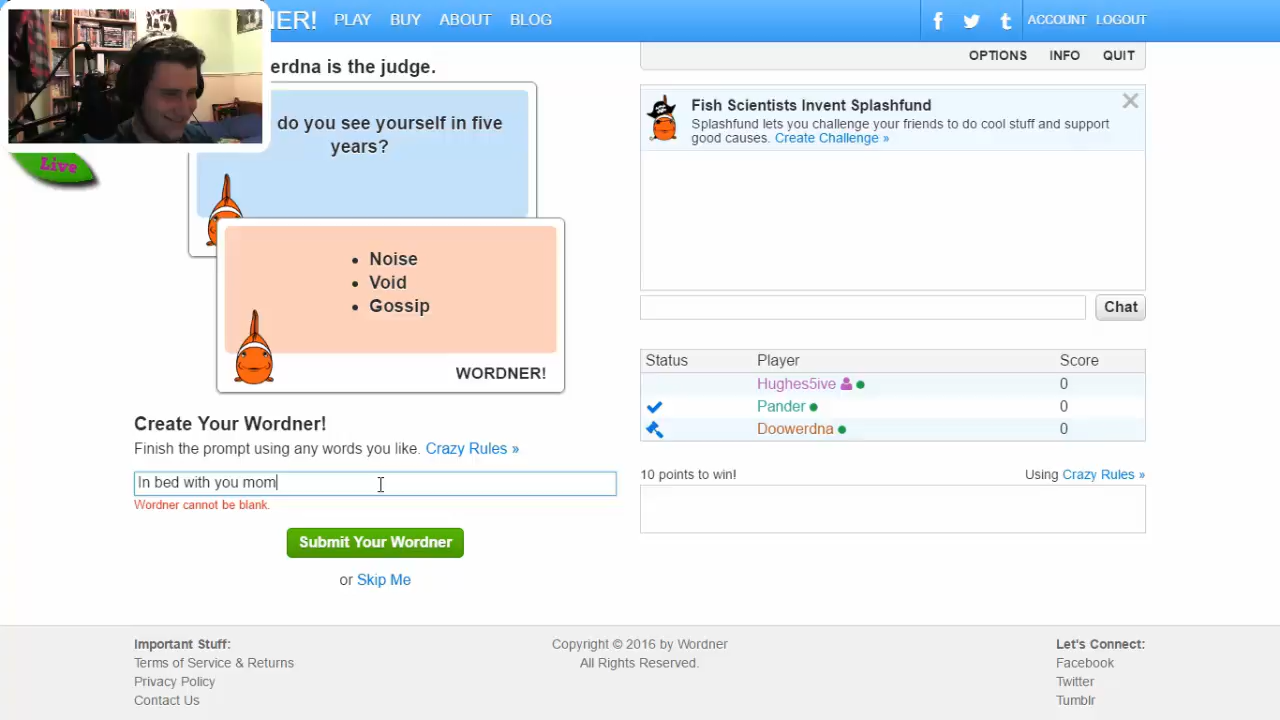 NER! PLAY BUY ABOUT BLOG ACCOUNT LOGOUT
erdna is the judge.
OPTIONS INFO QUIT
do you see yourself in five
years?
Live
Fish Scientists Invent Splashfund
Splashfund lets you challenge your friends to do cool stuff and support
good causes. Create Challenge »
Noise
Void
Gossip
WORDNER!
Chat
Status Player Score
Hughes5ive 0
Pander 0
Doowerdna 0
Create Your Wordner!
Finish the prompt using any words you like. Crazy Rules »
In bed with you mom
Wordner cannot be blank.
10 points to win! Using Crazy Rules »
Submit Your Wordner
or Skip Me
Important Stuff:
Terms of Service & Returns
Privacy Policy
Contact Us
Copyright © 2016 by Wordner
All Rights Reserved.
Let's Connect:
Facebook
Twitter
Tumblr